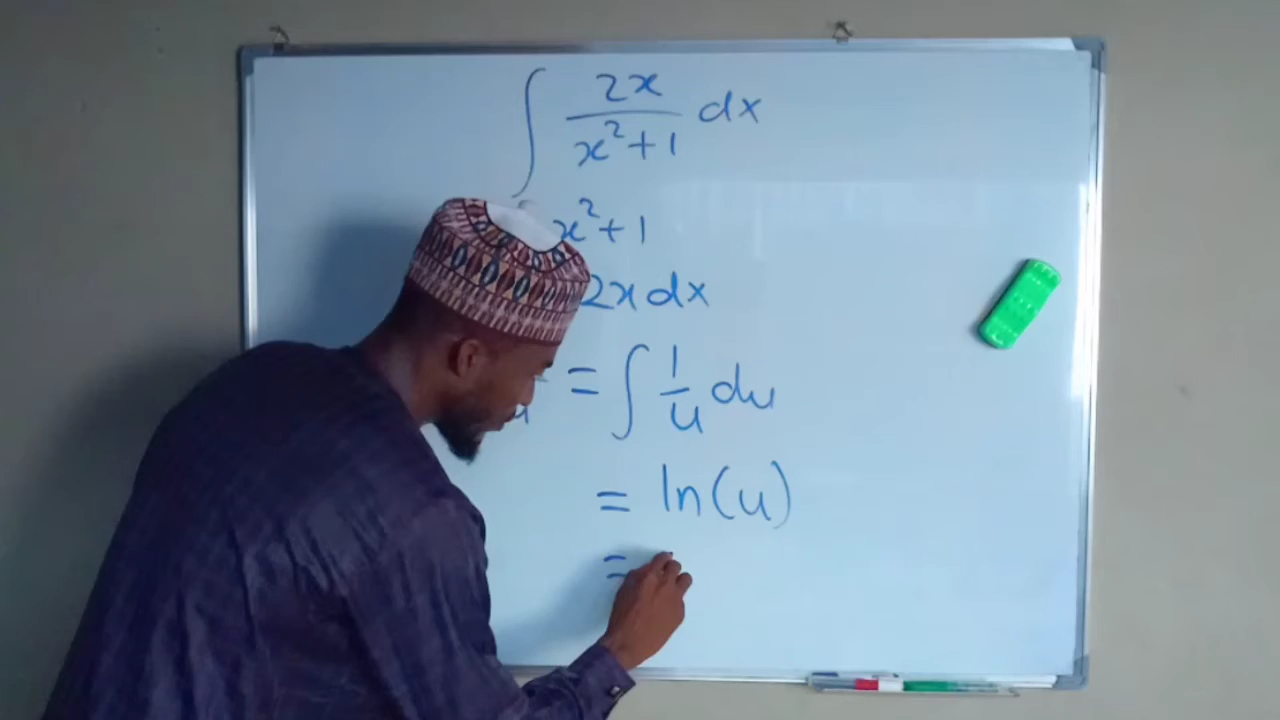 ∫ 2x/(x²+1) dx
x²+1
2x dx
= ∫ 1/u du
= ln(u)
=